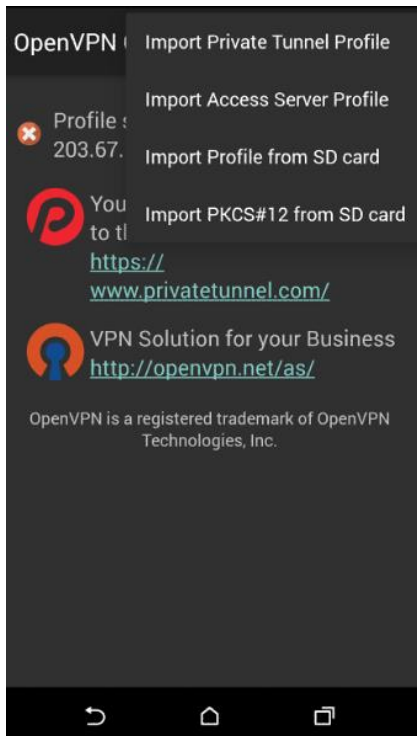 OpenVPN
Import Private Tunnel Profile
Import Access Server Profile
Import Profile from SD card
Import PKCS#12 from SD card
Profile
203.67.
You
to
https://
www.privatetunnel.com/
VPN Solution for your Business
http://openvpn.net/as/
OpenVPN is a registered trademark of OpenVPN
Technologies, Inc.